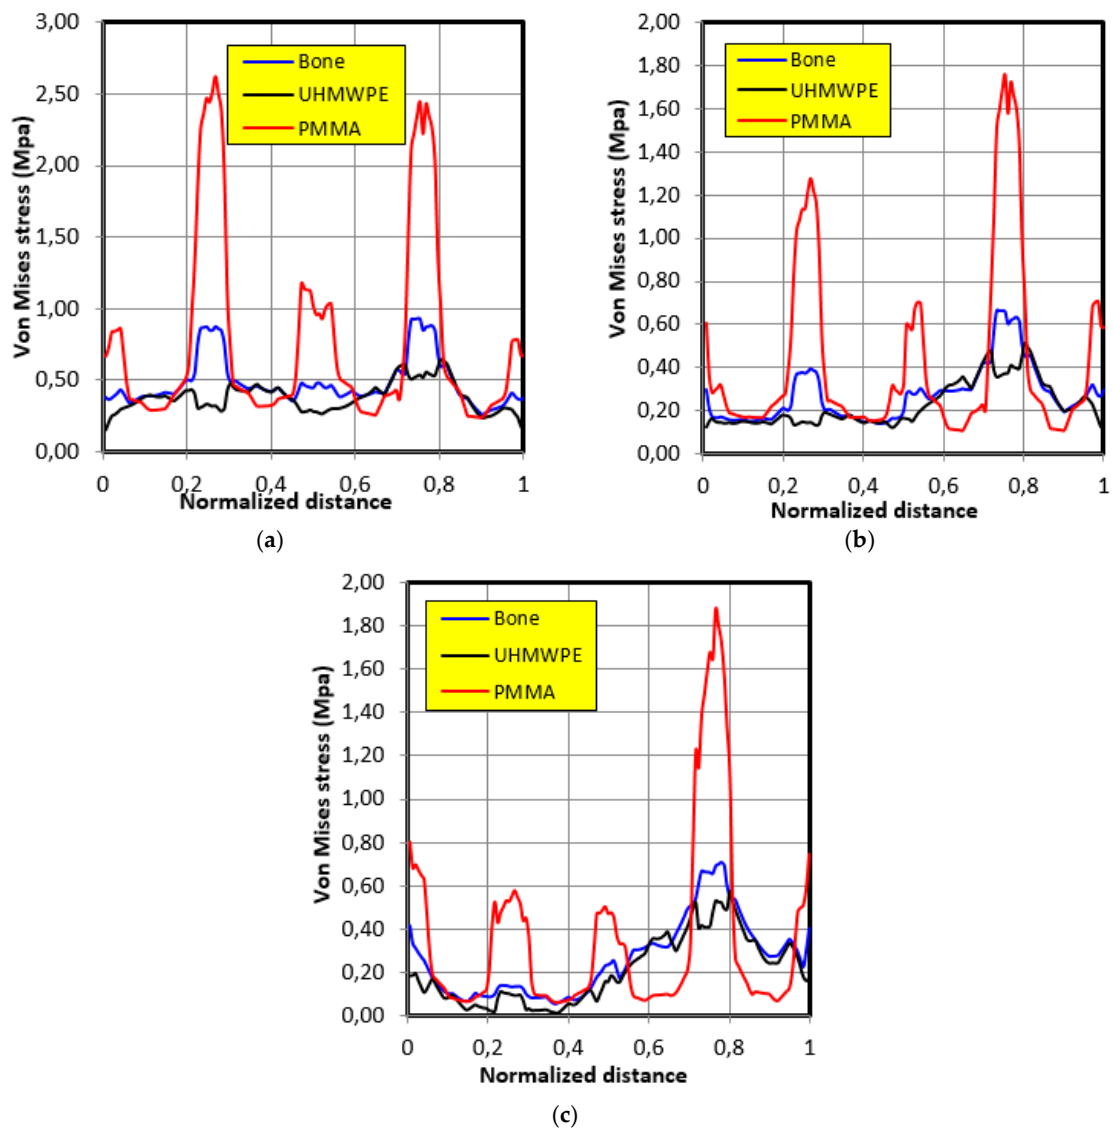 3,00
2,50
2,00
1,50
1,00
0,50
0,00
Von Mises stress (Mpa)
Bone
UHMWPE
PMMA
0 0,2 0,4 0,6 0,8 1
Normalized distance
(a)
2,00
1,80
1,60
1,40
1,20
1,00
0,80
0,60
0,40
0,20
0,00
Von Mises stress (Mpa)
Bone
UHMWPE
PMMA
0 0,2 0,4 0,6 0,8 1
Normalized distance
(b)
2,00
1,80
1,60
1,40
1,20
1,00
0,80
0,60
0,40
0,20
0,00
Von Mises stress (Mpa)
Bone
UHMWPE
PMMA
0 0,2 0,4 0,6 0,8 1
Normalized distance
(c)